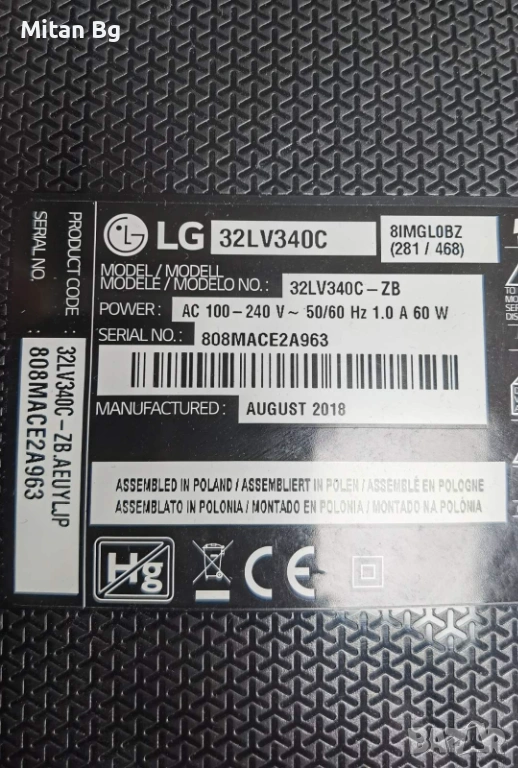 Mitan Bg
LG 32LV340C
8IMGL0BZ
(281 / 468)
MODEL / MODELL
MODELE / MODELO NO. : 32LV340C-ZB
POWER : AC 100-240 V~ 50/60 Hz 1.0 A 60 W
SERIAL NO. : 808MACE2A963
MANUFACTURED : AUGUST 2018
ASSEMBLED IN POLAND / ASSEMBLIERT IN POLEN / ASSEMBLÉ EN POLOGNE
ASSEMBLATO IN POLONIA / MONTADO EN POLONIA / MONTADO NA POLÓNIA
Hg
CE
PRODUCT CODE : 32LV340C-ZB.AEUYLJP
SERIAL NO. : 808MACE2A963